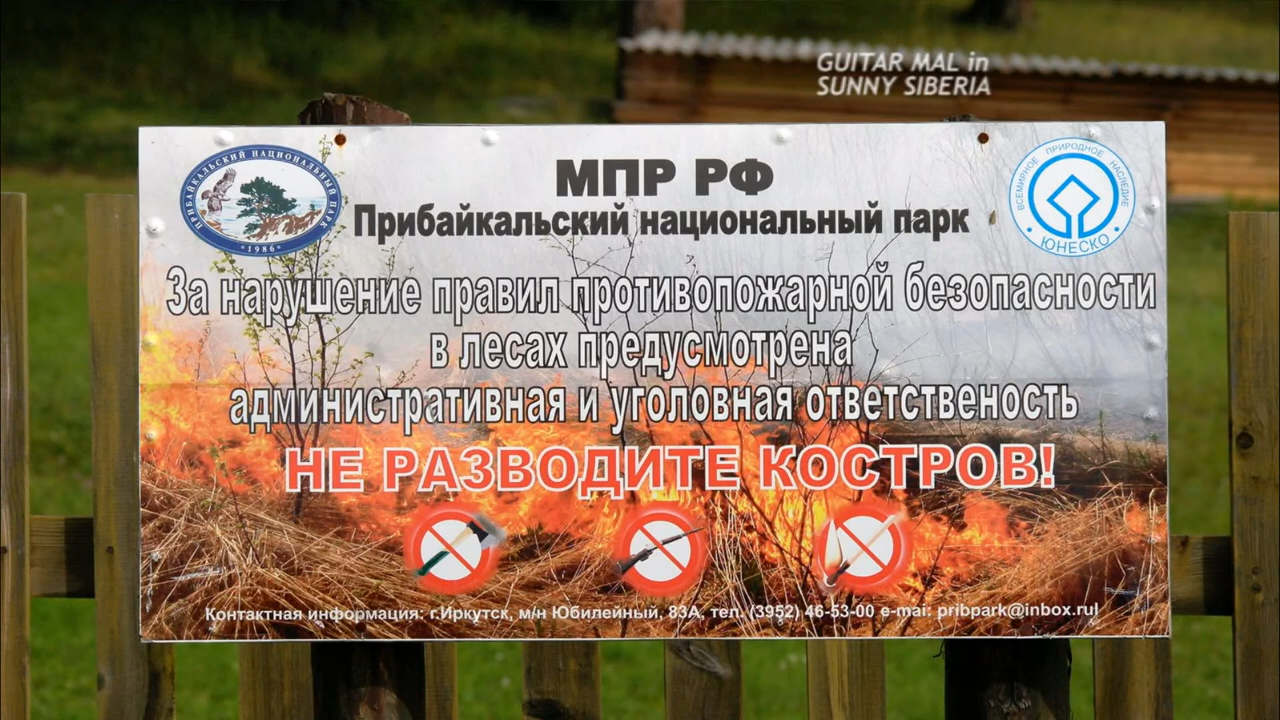 GUITAR MAL in
SUNNY SIBERIA
ПРИБАЙКАЛЬСКИЙ НАЦИОНАЛЬНЫЙ ПАРК
•1986•
МПР РФ
Прибайкальский национальный парк
ВСЕМИРНОЕ ПРИРОДНОЕ НАСЛЕДИЕ
ЮНЕСКО
За нарушение правил противопожарной безопасности
в лесах предусмотрена
административная и уголовная ответственость
НЕ РАЗВОДИТЕ КОСТРОВ!
Контактная информация: г.Иркутск, м/н Юбилейный, 83А, тел. (3952) 46-53-00 e-mai: pribpark@inbox.rul